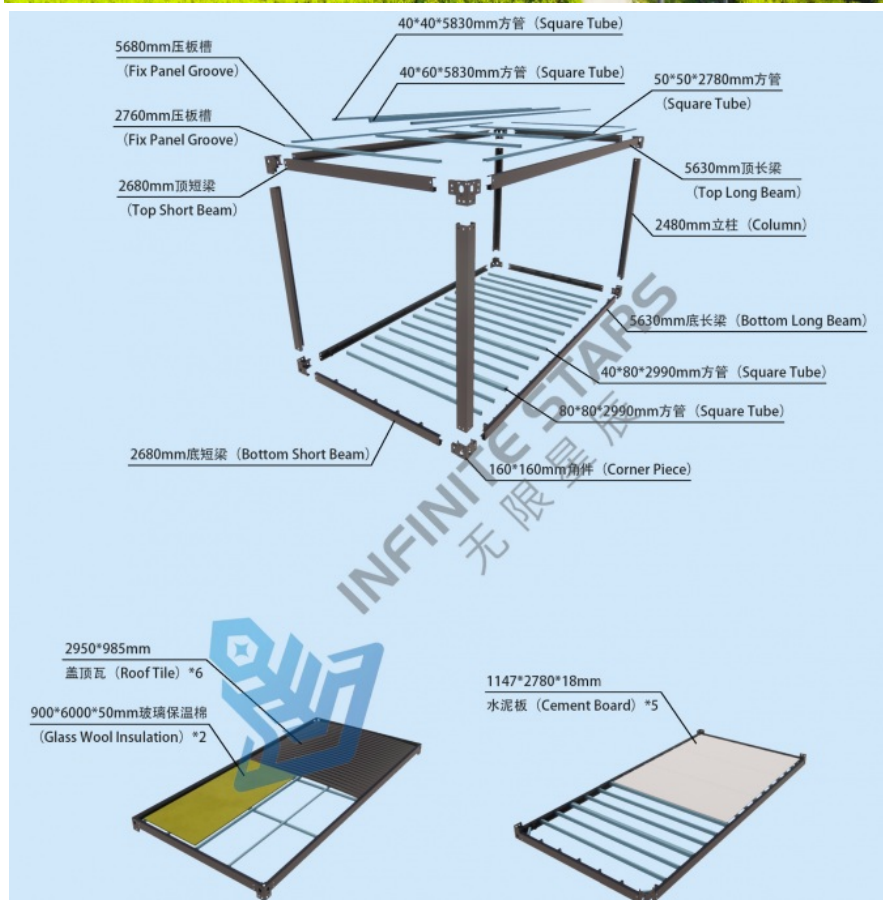 40*40*5830mm方管（Square Tube）
5680mm压板槽
（Fix Panel Groove）
40*60*5830mm方管（Square Tube）
50*50*2780mm方管
（Square Tube）
2760mm压板槽
（Fix Panel Groove）
5630mm顶长梁
（Top Long Beam）
2680mm顶短梁
（Top Short Beam）
2480mm立柱（Column）
5630mm底长梁（Bottom Long Beam）
40*80*2990mm方管（Square Tube）
80*80*2990mm方管（Square Tube）
2680mm底短梁（Bottom Short Beam）
160*160mm角件（Corner Piece）
INFINITE STARS
无限星辰
2950*985mm
盖顶瓦（Roof Tile）*6
900*6000*50mm玻璃保温棉
（Glass Wool Insulation）*2
1147*2780*18mm
水泥板（Cement Board）*5